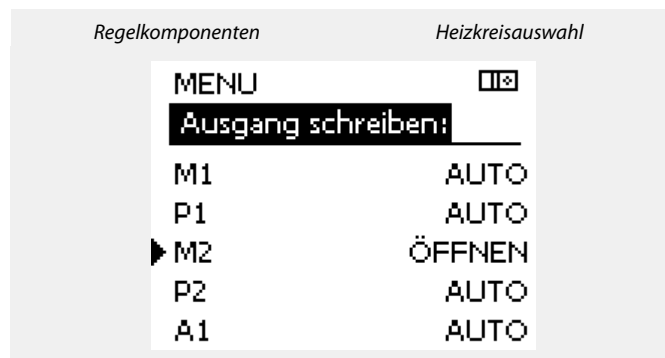 Regelkomponenten Heizkreisauswahl
MENU
Ausgang schreiben:
M1 AUTO
P1 AUTO
M2 ÖFFNEN
P2 AUTO
A1 AUTO